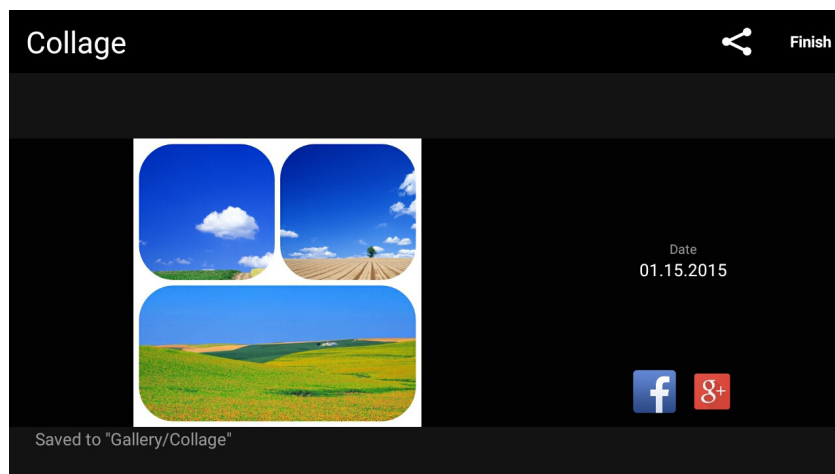 Collage
Finish
Date
01.15.2015
f
g+
Saved to "Gallery/Collage"